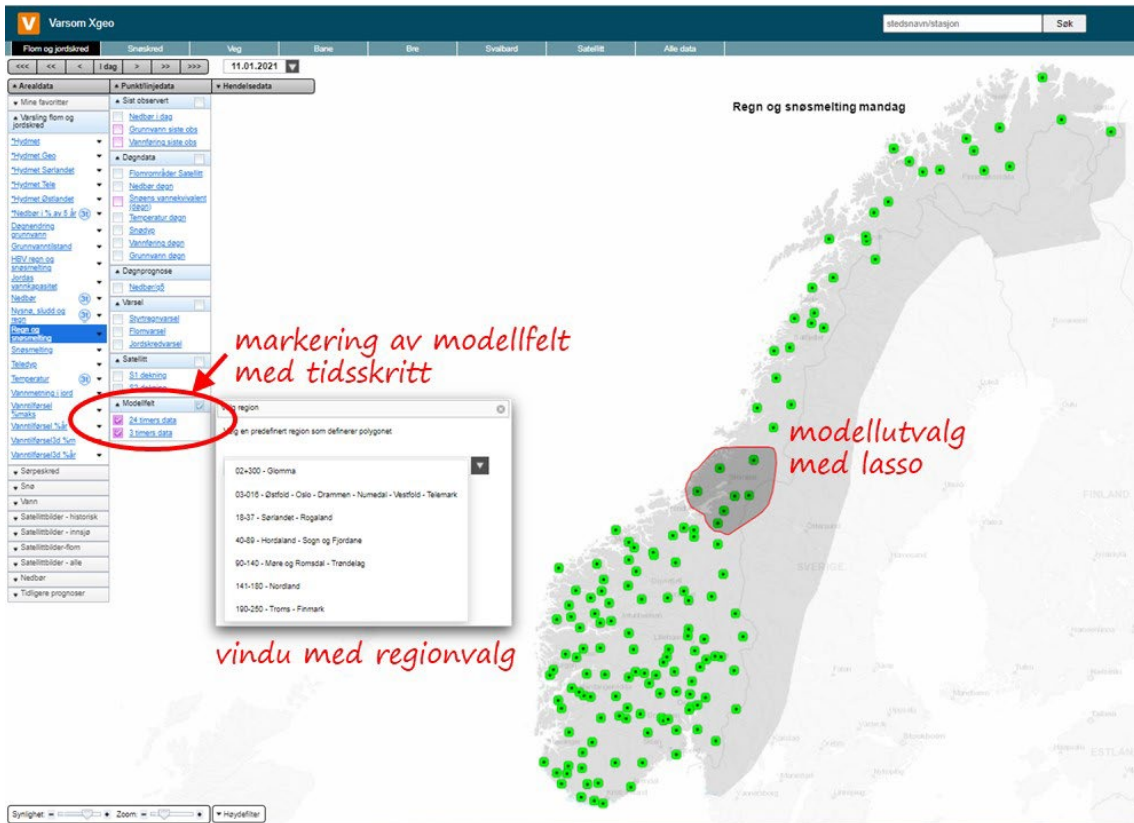 Varsom Xgeo
stedsnavn/stasjon
Søk
Flom og jordskred
Snøskred
Veg
Bane
Bre
Svalbard
Satellitt
Alle data
<<<
<<
<
I dag
>
>>
>>>
11.01.2021
Arealdata
Mine favoritter
Varsling flom og
jordskred
*Hydmet
*Hydmet Geo
*Hydmet Sørlandet
*Hydmet Tele
*Hydmet Østlandet
*Nedbør i % av 5 år
Døgnendring
grunnvann
Grunnvanntilstand
HBV regn og
snøsmelting
Jordas
vannkapasitet
Nedbør
Nysnø, sludd og
regn
Regn og
snøsmelting
Snøsmelting
Teledyp
Temperatur
Vannmetning i jord
Vanntilførsel
%maks
Vanntilførsel %år
Vanntilførsel3d %m
Vanntilførsel3d %år
Sørpeskred
Snø
Vann
Satellittbilder - historisk
Satellittbilder - innsjø
Satellittbilder-flom
Satellittbilder - alle
Nedbør
Tidligere prognoser
Punkt/linjedata
Sist observert
Nedbør i dag
Grunnvann siste obs
Vannføring siste obs
Døgndata
Flomområder Satellitt
Nedbør døgn
Snøens vannekvivalent
(døgn)
Temperatur døgn
Snødyp
Vannføring døgn
Grunnvann døgn
Døgnprognose
Varsel
Styrtregnvarsel
Flomvarsel
Jordskredvarsel
Satellitt
S1 dekning
S2 dekning
Modellfelt
24 timers data
3 timers data
Hendelsedata
Regn og snøsmelting mandag
markering av modellfelt
med tidsskritt
region
en predefinert region som definerer polygonet
02+300 - Glomma
03-016 - Østfold - Oslo - Drammen - Numedal - Vestfold - Telemark
18-37 - Sørlandet - Rogaland
40-89 - Hordaland - Sogn og Fjordane
90-140 - Møre og Romsdal - Trøndelag
141-180 - Nordland
190-250 - Troms - Finmark
vindu med regionvalg
modellutvalg
med lasso
FINLAND
SVERIGE
ESTLAND
Synlighet:
Zoom:
Høydefilter